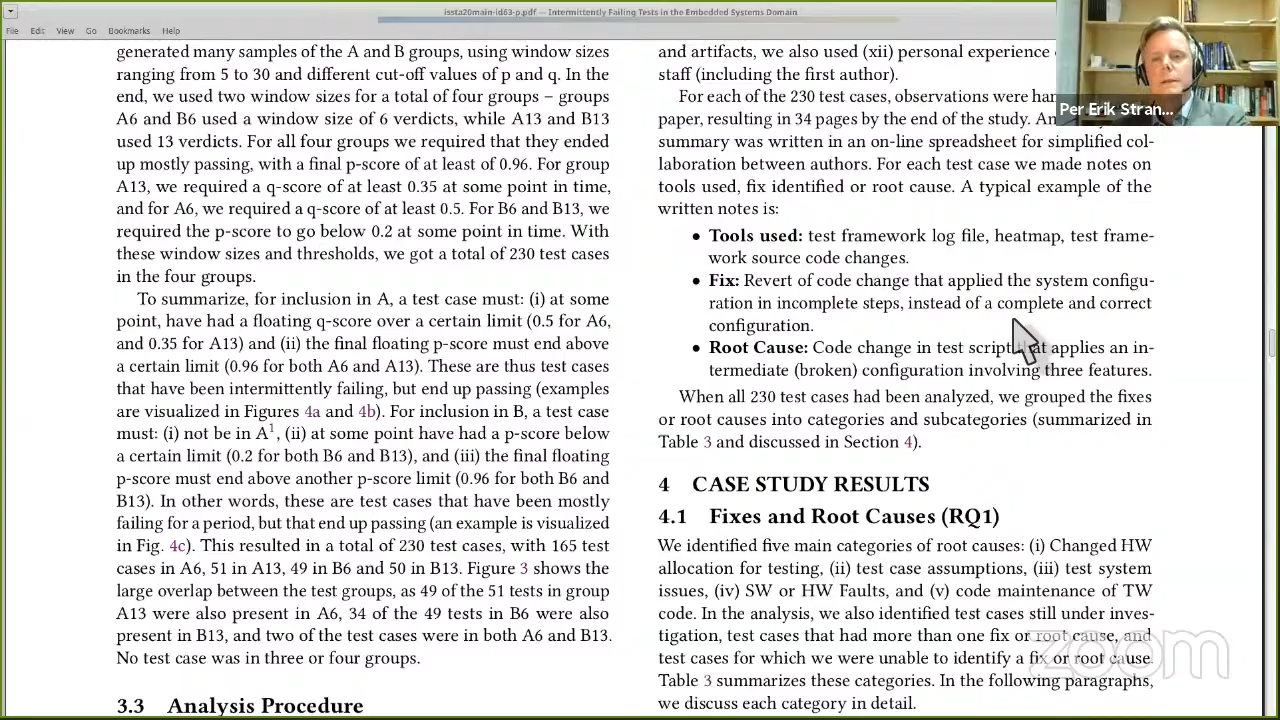 issta20main-id63-p.pdf — Intermittently Failing Tests in the Embedded Systems Domain
File Edit View Go Bookmarks Help
generated many samples of the A and B groups, using window sizes
ranging from 5 to 30 and different cut-off values of p and q. In the
end, we used two window sizes for a total of four groups – groups
A6 and B6 used a window size of 6 verdicts, while A13 and B13
used 13 verdicts. For all four groups we required that they ended
up mostly passing, with a final p-score of at least of 0.96. For group
A13, we required a q-score of at least 0.35 at some point in time,
and for A6, we required a q-score of at least 0.5. For B6 and B13, we
required the p-score to go below 0.2 at some point in time. With
these window sizes and thresholds, we got a total of 230 test cases
in the four groups.
To summarize, for inclusion in A, a test case must: (i) at some
point, have had a floating q-score over a certain limit (0.5 for A6,
and 0.35 for A13) and (ii) the final floating p-score must end above
a certain limit (0.96 for both A6 and A13). These are thus test cases
that have been intermittently failing, but end up passing (examples
are visualized in Figures 4a and 4b). For inclusion in B, a test case
must: (i) not be in A1, (ii) at some point have had a p-score below
a certain limit (0.2 for both B6 and B13), and (iii) the final floating
p-score must end above another p-score limit (0.96 for both B6 and
B13). In other words, these are test cases that have been mostly
failing for a period, but that end up passing (an example is visualized
in Fig. 4c). This resulted in a total of 230 test cases, with 165 test
cases in A6, 51 in A13, 49 in B6 and 50 in B13. Figure 3 shows the
large overlap between the test groups, as 49 of the 51 tests in group
A13 were also present in A6, 34 of the 49 tests in B6 were also
present in B13, and two of the test cases were in both A6 and B13.
No test case was in three or four groups.
3.3 Analysis Procedure
and artifacts, we also used (xii) personal experience
staff (including the first author).
For each of the 230 test cases, observations were
paper, resulting in 34 pages by the end of the study.
summary was written in an on-line spreadsheet for simplified col-
laboration between authors. For each test case we made notes on
tools used, fix identified or root cause. A typical example of the
written notes is:
• Tools used: test framework log file, heatmap, test frame-
work source code changes.
• Fix: Revert of code change that applied the system configu-
ration in incomplete steps, instead of a complete and correct
configuration.
• Root Cause: Code change in test script that applies an in-
termediate (broken) configuration involving three features.
When all 230 test cases had been analyzed, we grouped the fixes
or root causes into categories and subcategories (summarized in
Table 3 and discussed in Section 4).
4 CASE STUDY RESULTS
4.1 Fixes and Root Causes (RQ1)
We identified five main categories of root causes: (i) Changed HW
allocation for testing, (ii) test case assumptions, (iii) test system
issues, (iv) SW or HW Faults, and (v) code maintenance of TW
code. In the analysis, we also identified test cases still under inves-
tigation, test cases that had more than one fix or root cause, and
test cases for which we were unable to identify a fix or root cause.
Table 3 summarizes these categories. In the following paragraphs,
we discuss each category in detail.
Per Erik Stran...
zoom